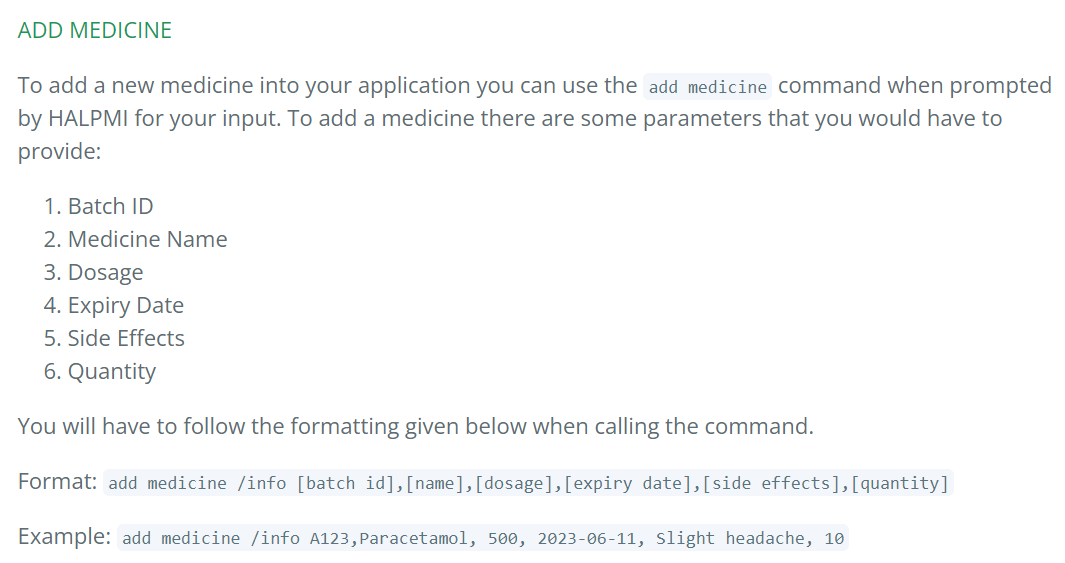 ADD MEDICINE
To add a new medicine into your application you can use the add medicine command when prompted
by HALPMI for your input. To add a medicine there are some parameters that you would have to
provide:
1. Batch ID
2. Medicine Name
3. Dosage
4. Expiry Date
5. Side Effects
6. Quantity
You will have to follow the formatting given below when calling the command.
Format: add medicine /info [batch id],[name],[dosage],[expiry date],[side effects],[quantity]
Example: add medicine /info A123,Paracetamol, 500, 2023-06-11, Slight headache, 10